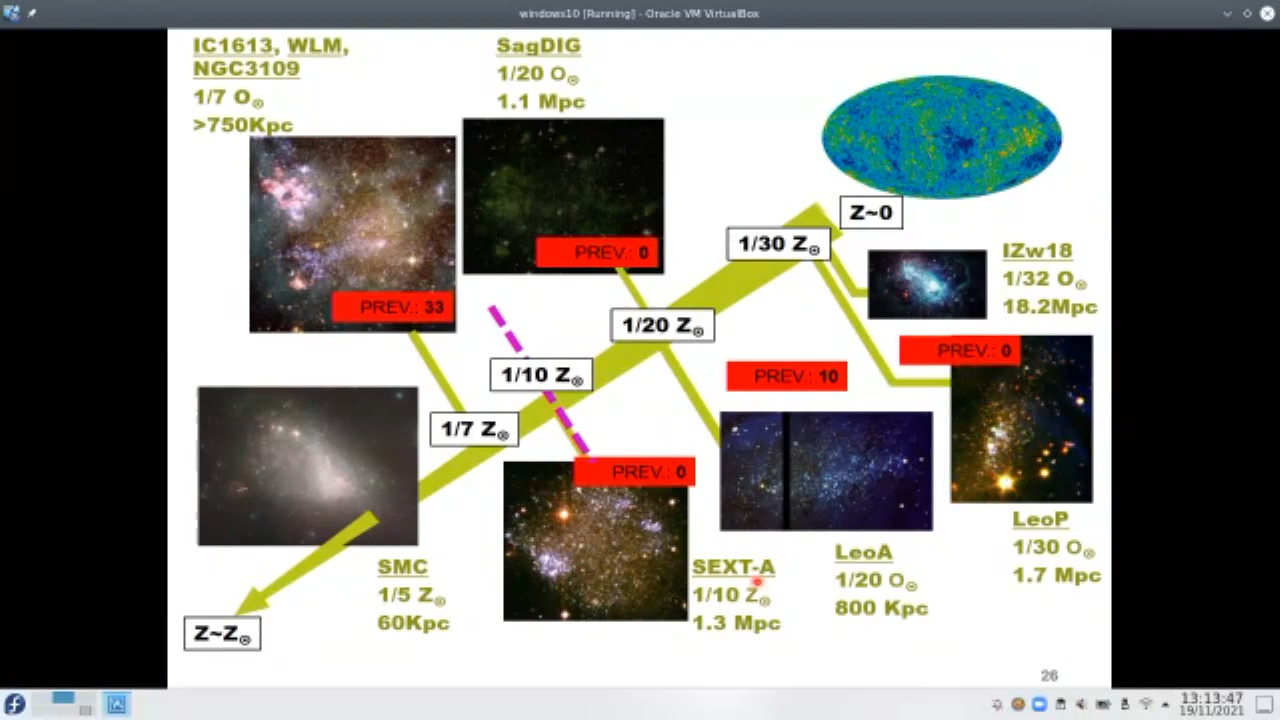 windows10 [Running] - Oracle VM VirtualBox
IC1613, WLM,
NGC3109
1/7 O⊙
>750Kpc
SagDIG
1/20 O⊙
1.1 Mpc
Z~0
1/30 Z⊙
PREV.: 0
IZw18
1/32 O⊙
18.2Mpc
PREV.: 33
1/20 Z⊙
PREV.: 0
1/10 Z⊙
PREV.: 10
1/7 Z⊙
PREV.: 0
LeoP
1/30 O⊙
1.7 Mpc
SMC
1/5 Z⊙
60Kpc
SEXT-A
1/10 Z⊙
1.3 Mpc
LeoA
1/20 O⊙
800 Kpc
Z~Z⊙
26
13:13:47
19/11/2021